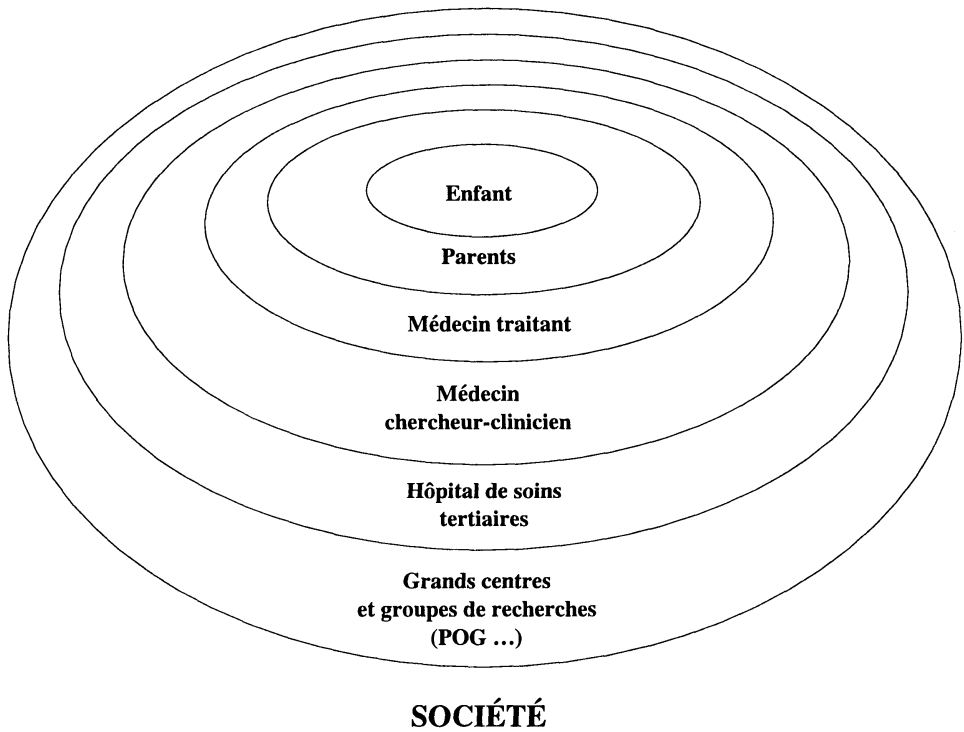 Enfant
Parents
Médecin traitant
Médecin
chercheur-clinicien
Hôpital de soins
tertiaires
Grands centres
et groupes de recherches
(POG ...)
SOCIÉTÉ